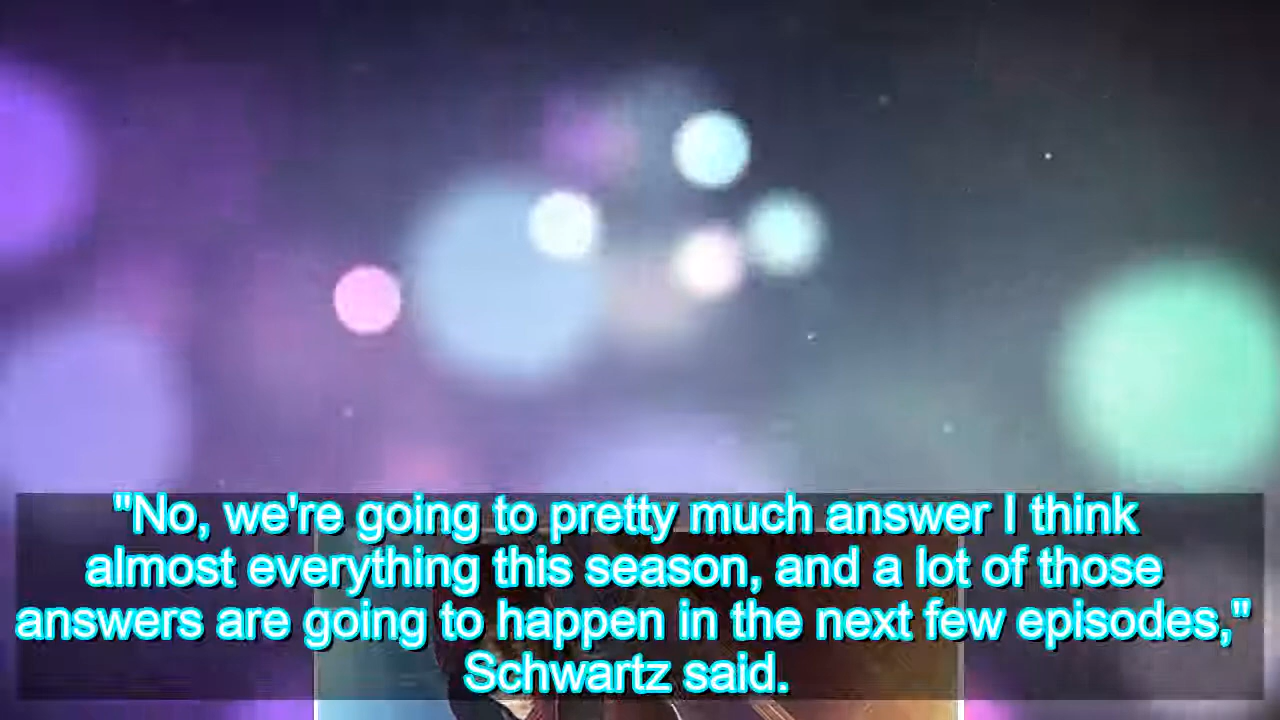 "No, we're going to pretty much answer I think
almost everything this season, and a lot of those
answers are going to happen in the next few episodes,"
Schwartz said.